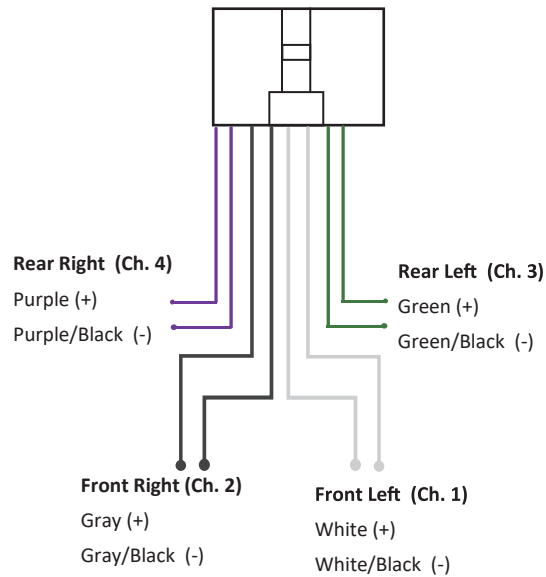 Rear Right  (Ch. 4)
Purple (+)
Purple/Black  (-)
Rear Left  (Ch. 3)
Green (+)
Green/Black  (-)
Front Right (Ch. 2)
Gray (+)
Gray/Black  (-)
Front Left  (Ch. 1)
White (+)
White/Black  (-)